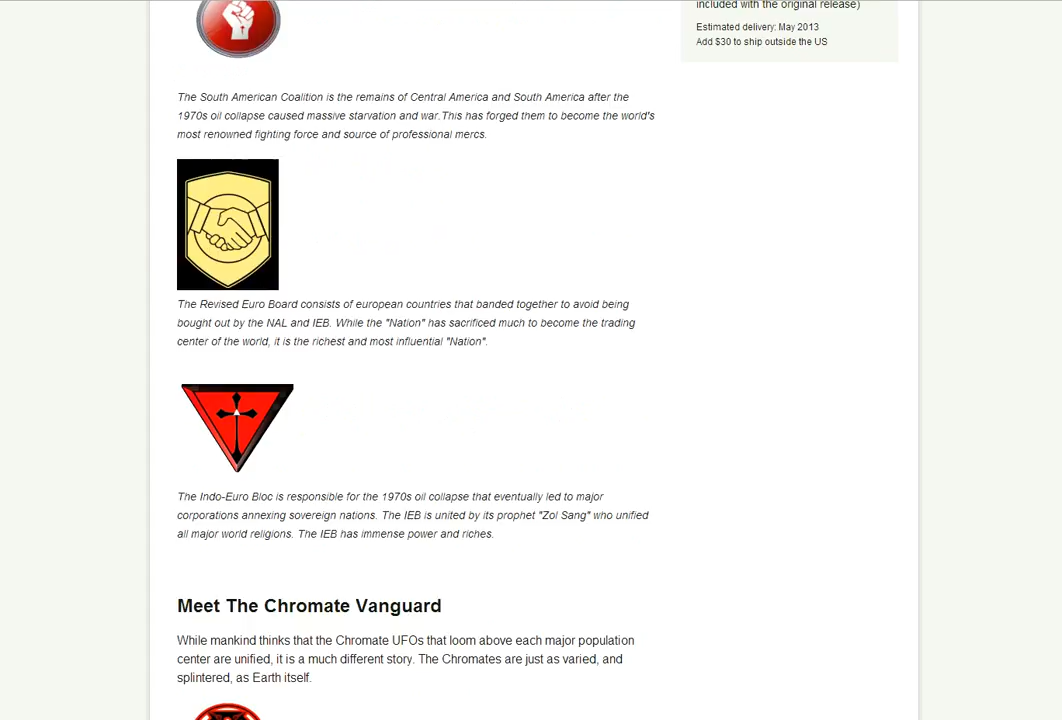 included with the original release)
Estimated delivery: May 2013
Add $30 to ship outside the US
The South American Coalition is the remains of Central America and South America after the
1970s oil collapse caused massive starvation and war.This has forged them to become the world's
most renowned fighting force and source of professional mercs.
The Revised Euro Board consists of european countries that banded together to avoid being
bought out by the NAL and IEB. While the "Nation" has sacrificed much to become the trading
center of the world, it is the richest and most influential "Nation".
The Indo-Euro Bloc is responsible for the 1970s oil collapse that eventually led to major
corporations annexing sovereign nations. The IEB is united by its prophet "Zol Sang" who unified
all major world religions. The IEB has immense power and riches.
Meet The Chromate Vanguard
While mankind thinks that the Chromate UFOs that loom above each major population
center are unified, it is a much different story. The Chromates are just as varied, and
splintered, as Earth itself.